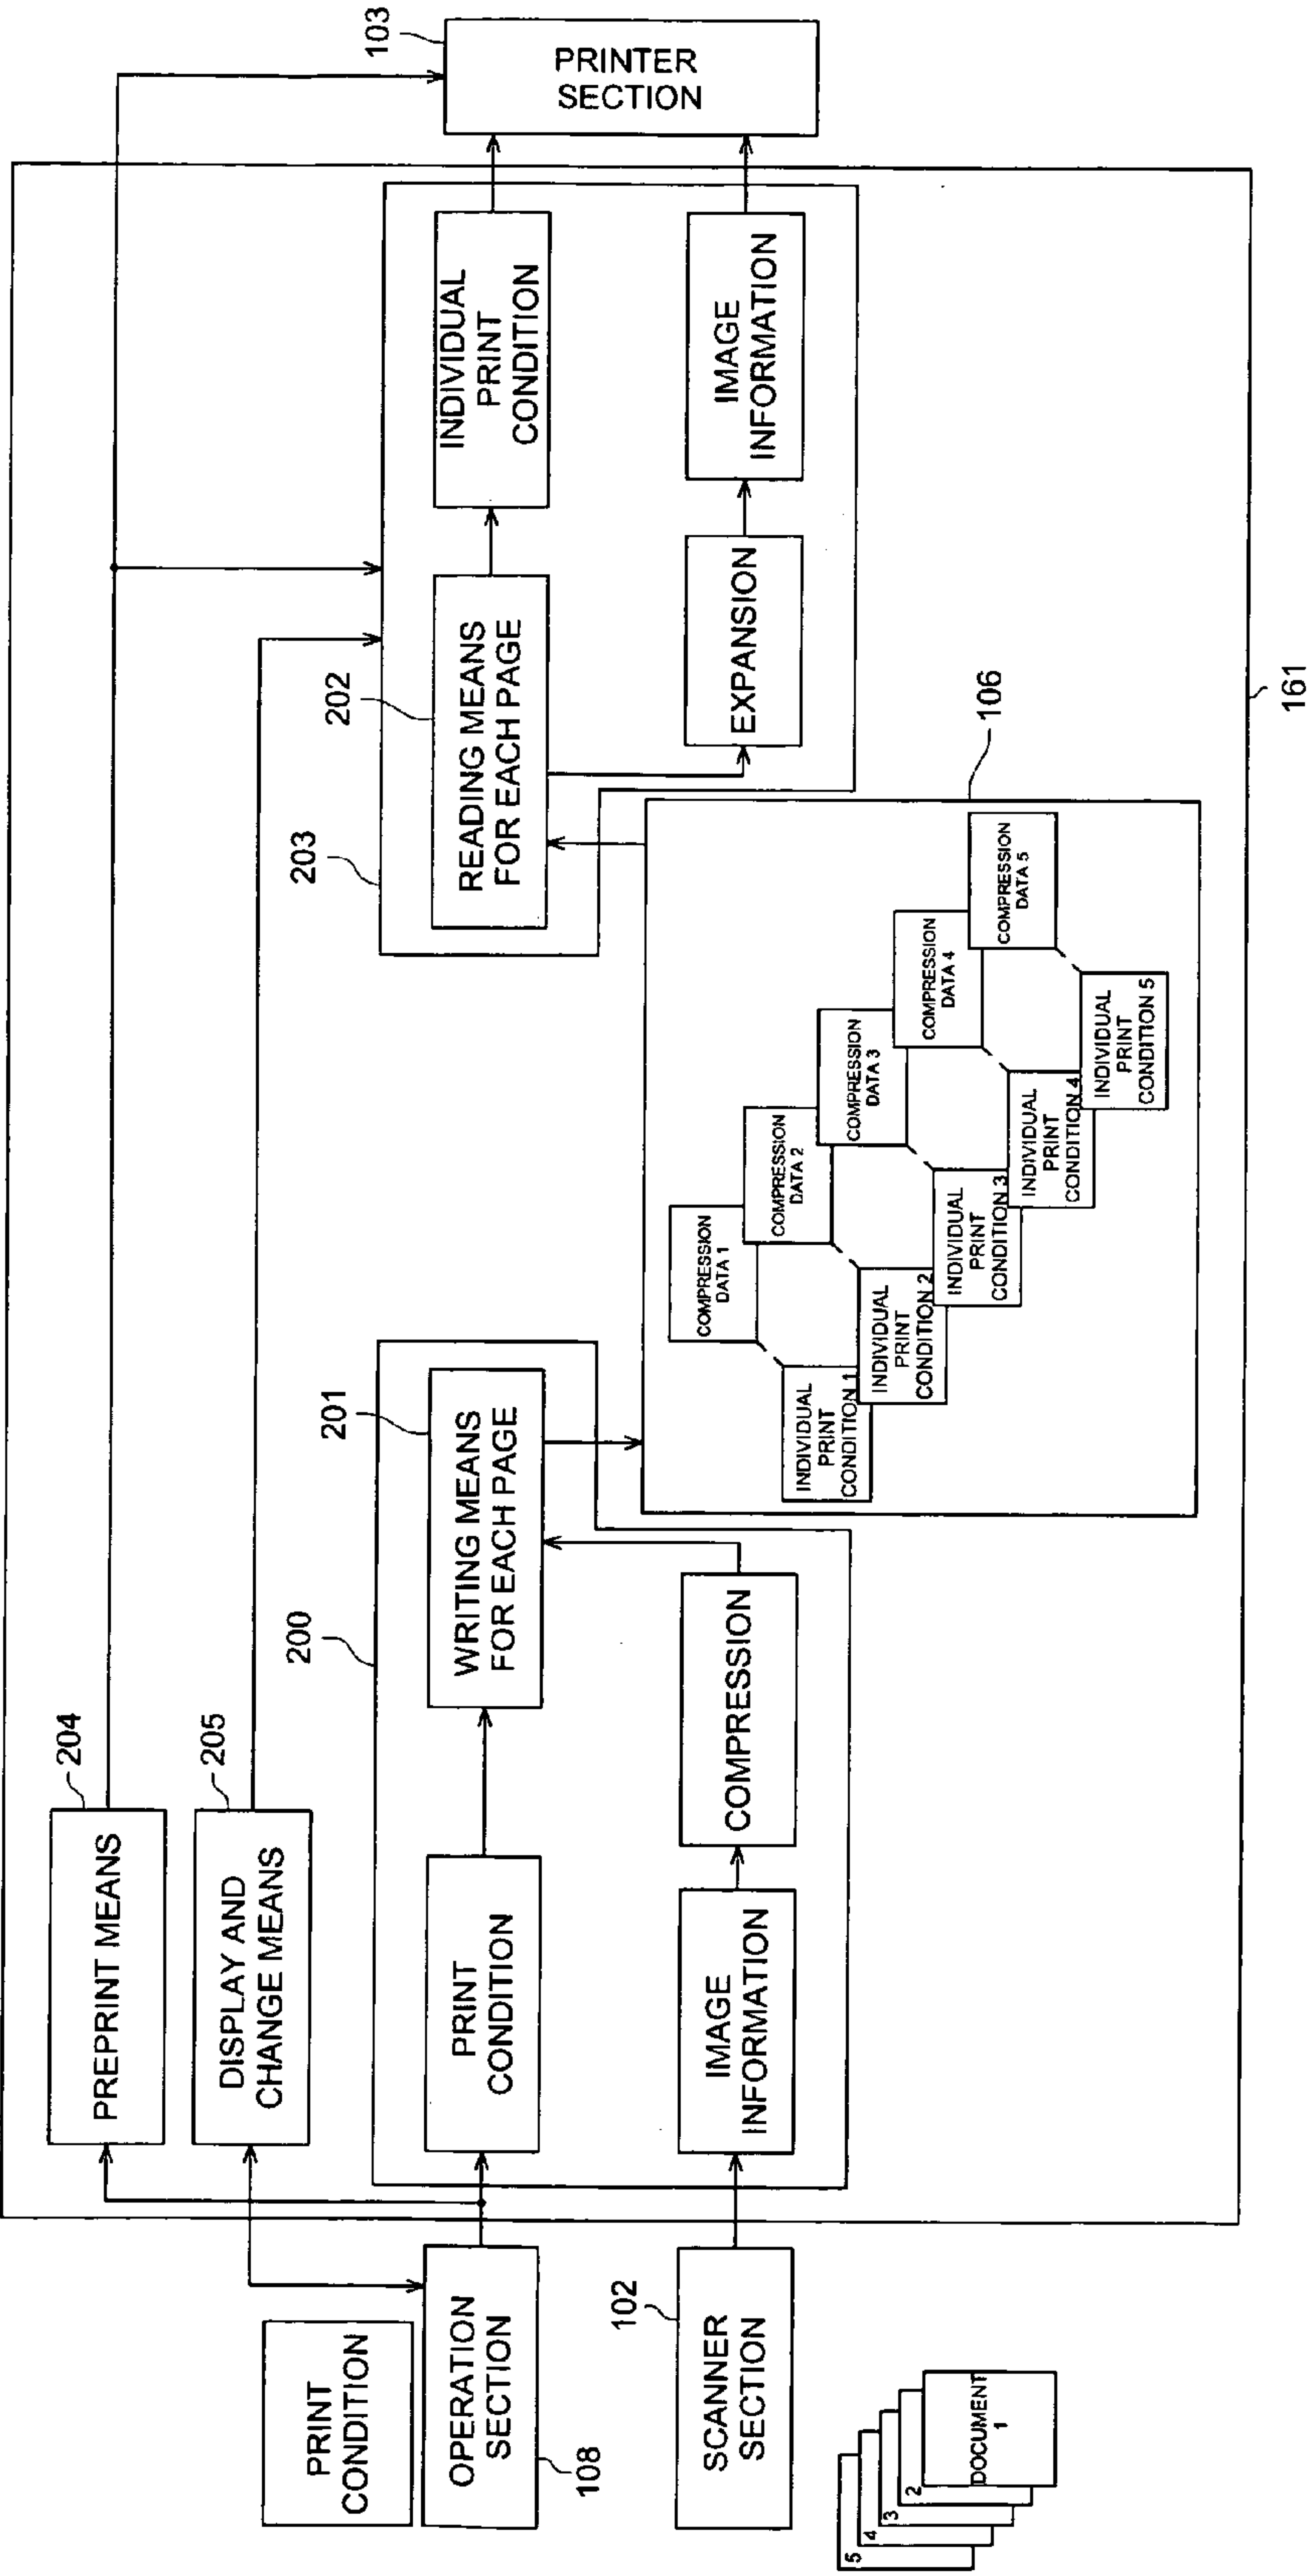 PRINT
CONDITION
OPERATION
SECTION
108
SCANNER
SECTION
102
DOCUMENT
1
2
3
4
5
PREPRINT MEANS
204
DISPLAY AND
CHANGE MEANS
205
200
PRINT
CONDITION
WRITING MEANS
FOR EACH PAGE
201
IMAGE
INFORMATION
COMPRESSION
203
READING MEANS
FOR EACH PAGE
202
INDIVIDUAL
PRINT
CONDITION
EXPANSION
IMAGE
INFORMATION
PRINTER
SECTION
103
COMPRESSION
DATA 1
COMPRESSION
DATA 2
COMPRESSION
DATA 3
COMPRESSION
DATA 4
COMPRESSION
DATA 5
INDIVIDUAL
PRINT
CONDITION 1
INDIVIDUAL
PRINT
CONDITION 2
INDIVIDUAL
PRINT
CONDITION 3
INDIVIDUAL
PRINT
CONDITION 4
INDIVIDUAL
PRINT
CONDITION 5
106
161